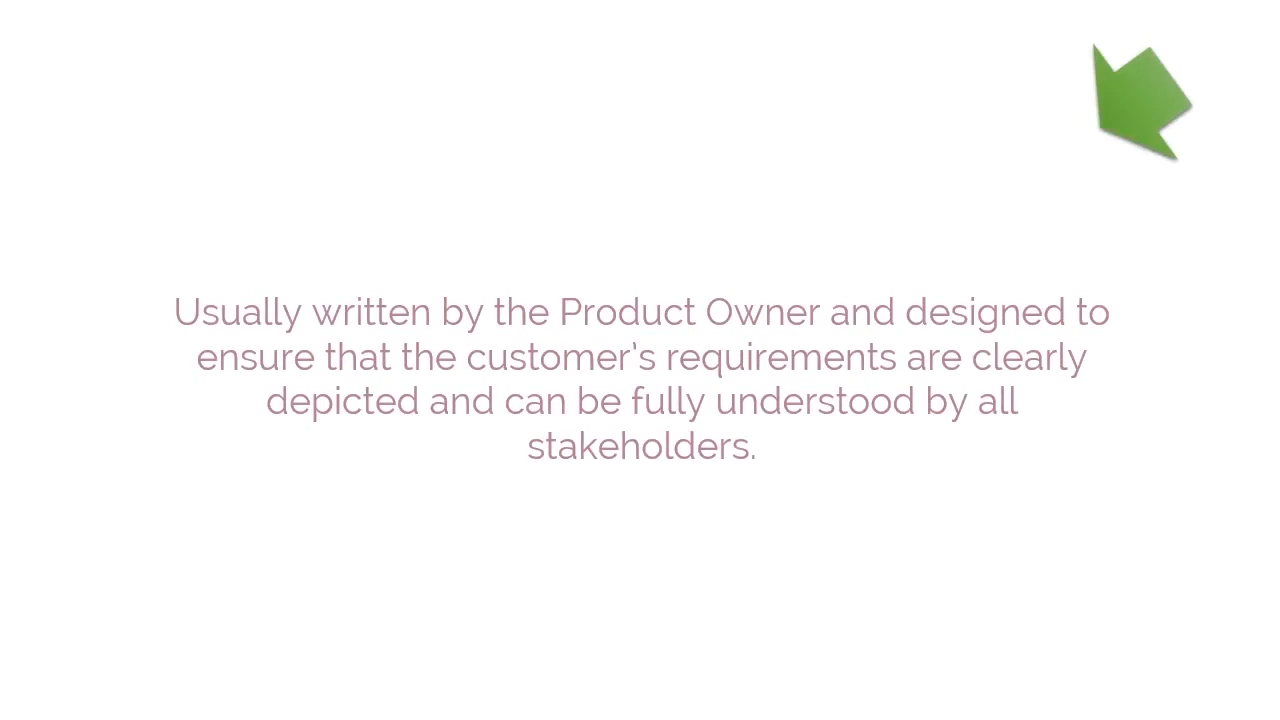 Usually written by the Product Owner and designed to
ensure that the customer’s requirements are clearly
depicted and can be fully understood by all
stakeholders.